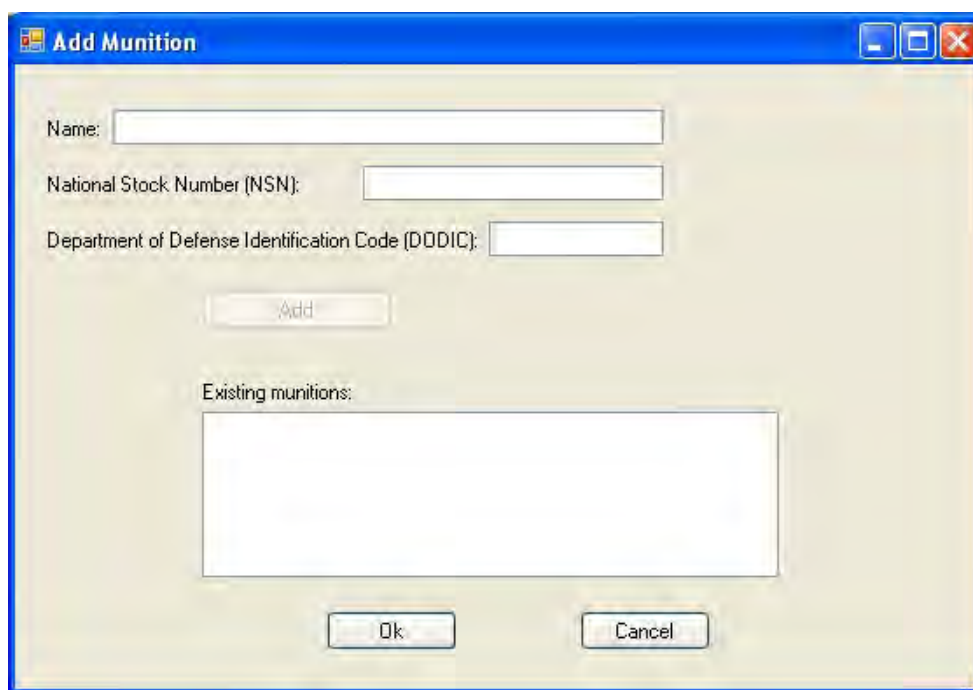 Add Munition
Name:
National Stock Number (NSN):
Department of Defense Identification Code (DODIC):
Add
Existing munitions:
Ok Cancel